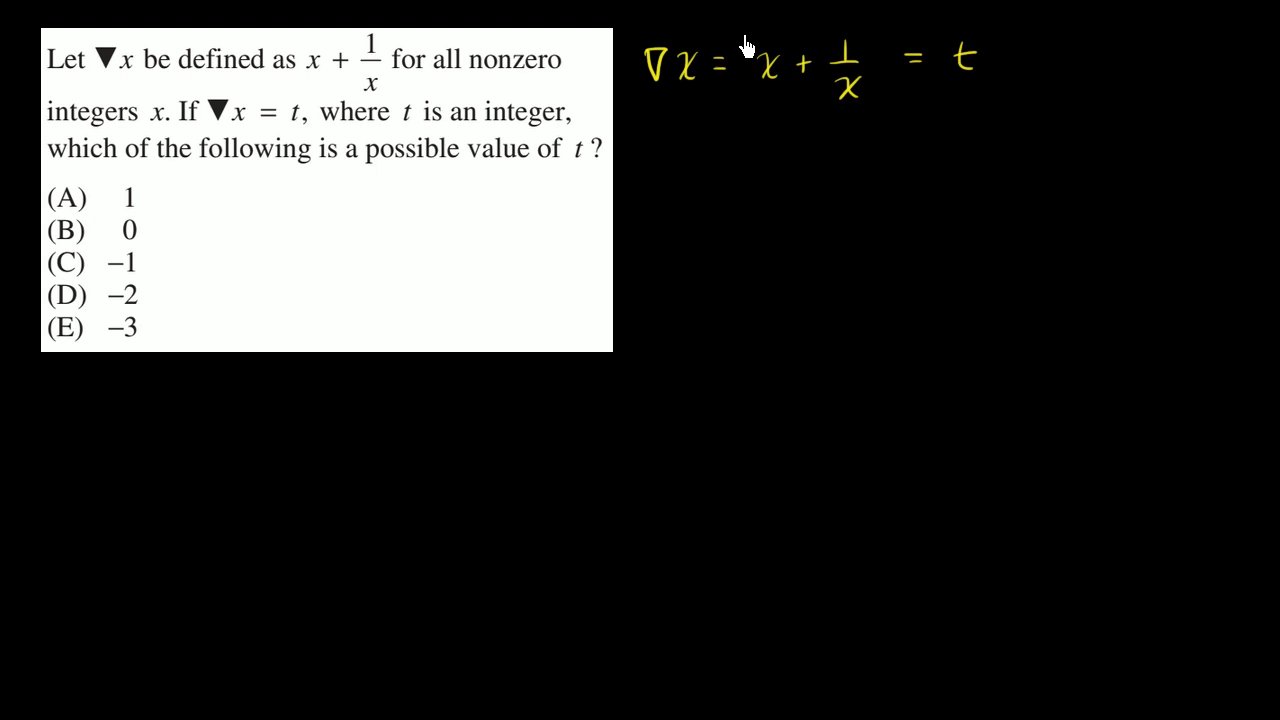 Let ▼x be defined as x + 1/x for all nonzero
integers x. If ▼x = t, where t is an integer,
which of the following is a possible value of t ?
(A) 1
(B) 0
(C) −1
(D) −2
(E) −3
∇x = x + 1/x = t